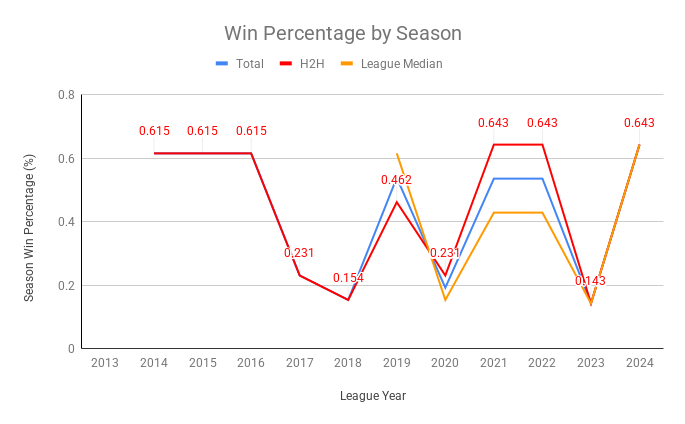 Win Percentage by Season
Total H2H League Median
Season Win Percentage (%)
0.8
0.6
0.4
0.2
0
0.615 0.615 0.615 0.231 0.154 0.462 0.231 0.643 0.643 0.143 0.643
2013 2014 2015 2016 2017 2018 2019 2020 2021 2022 2023 2024
League Year